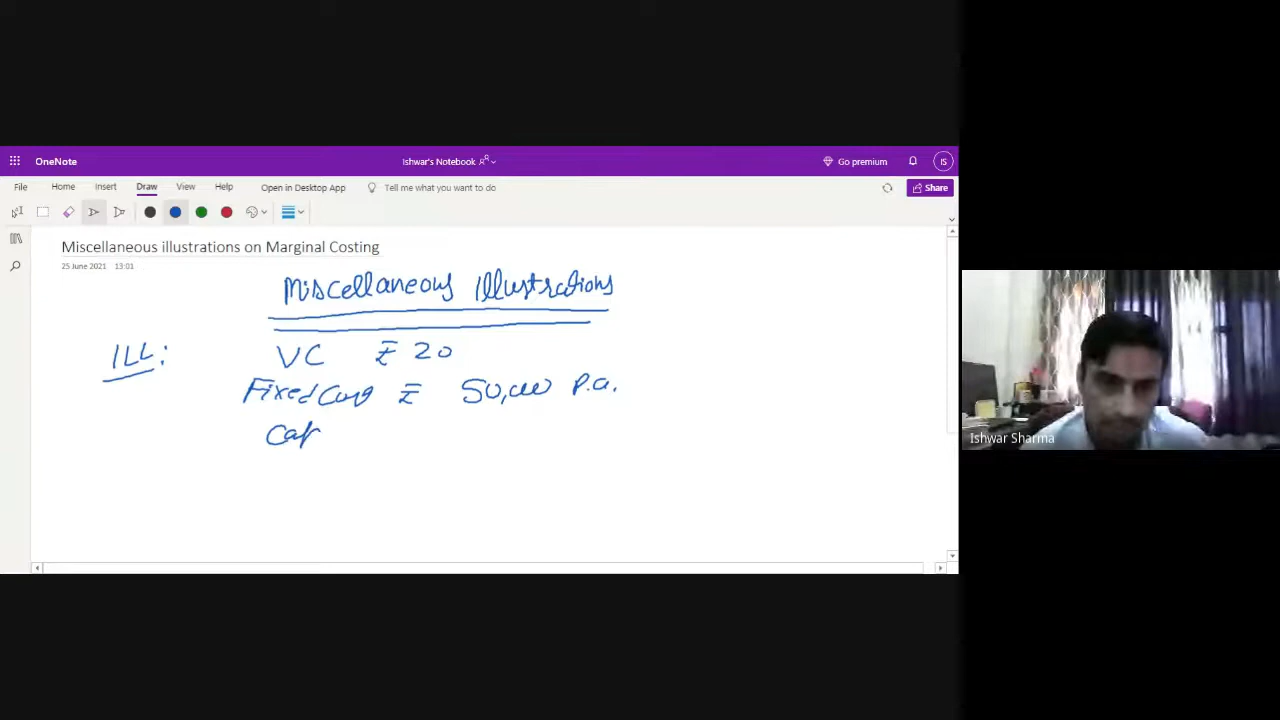 OneNote
Ishwar's Notebook
Go premium
IS
File Home Insert Draw View Help Open in Desktop App Tell me what you want to do
Share
Miscellaneous illustrations on Marginal Costing
25 June 2021 13:01
Miscellaneous Illustrations
ILL: VC ₹ 20
Fixed Cost ₹ 50,000 P.a.
Cap
Ishwar Sharma